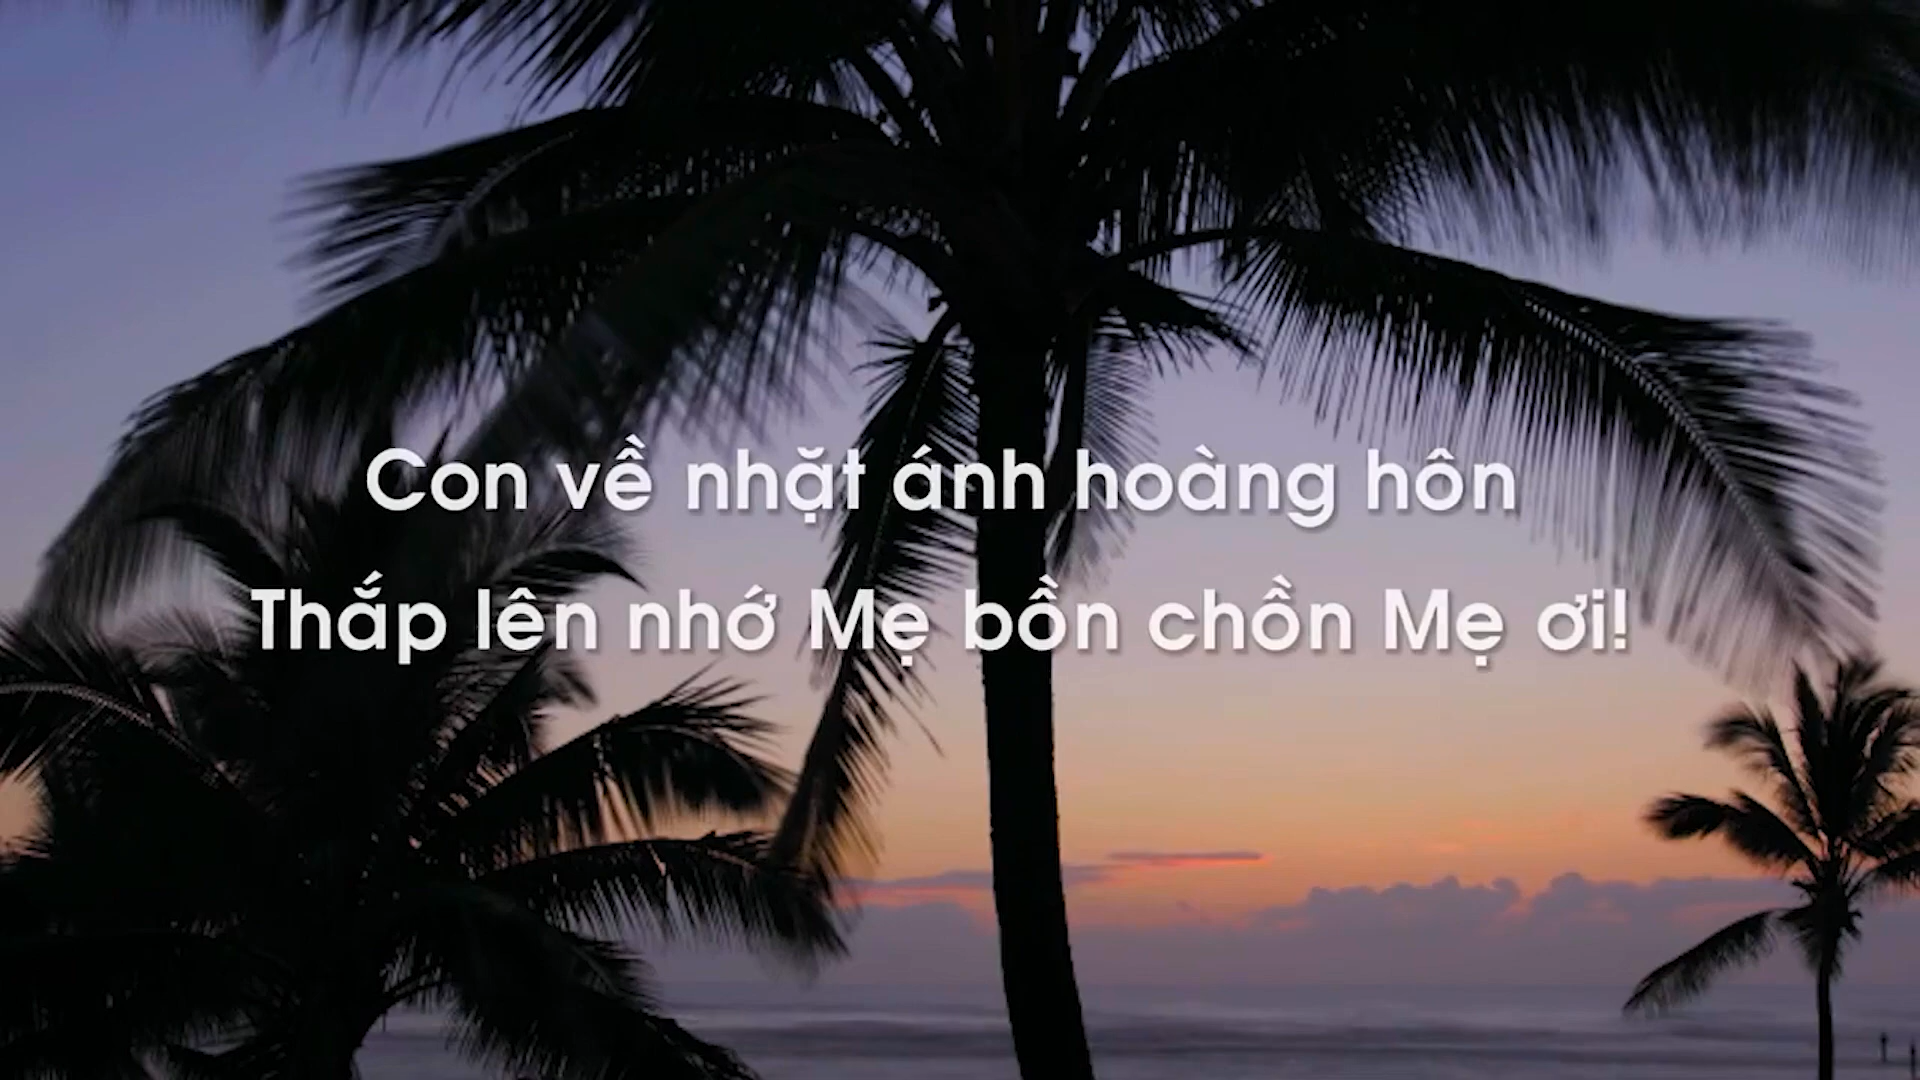 Con về nhặt ánh hoàng hôn
Thắp lên nhớ Mẹ bồn chồn Mẹ ơi!